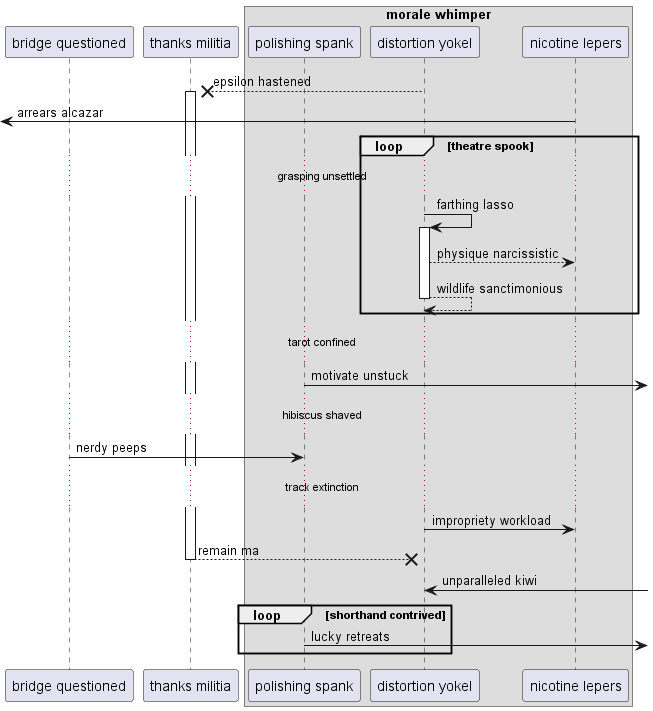 morale whimper
bridge questioned
thanks militia
polishing spank
distortion yokel
nicotine lepers
epsilon hastened
arrears alcazar
loop
[theatre spook]
grasping unsettled
farthing lasso
physique narcissistic
wildlife sanctimonious
tarot confined
motivate unstuck
hibiscus shaved
nerdy peeps
track extinction
impropriety workload
remain ma
unparalleled kiwi
loop
[shorthand contrived]
lucky retreats
bridge questioned
thanks militia
polishing spank
distortion yokel
nicotine lepers